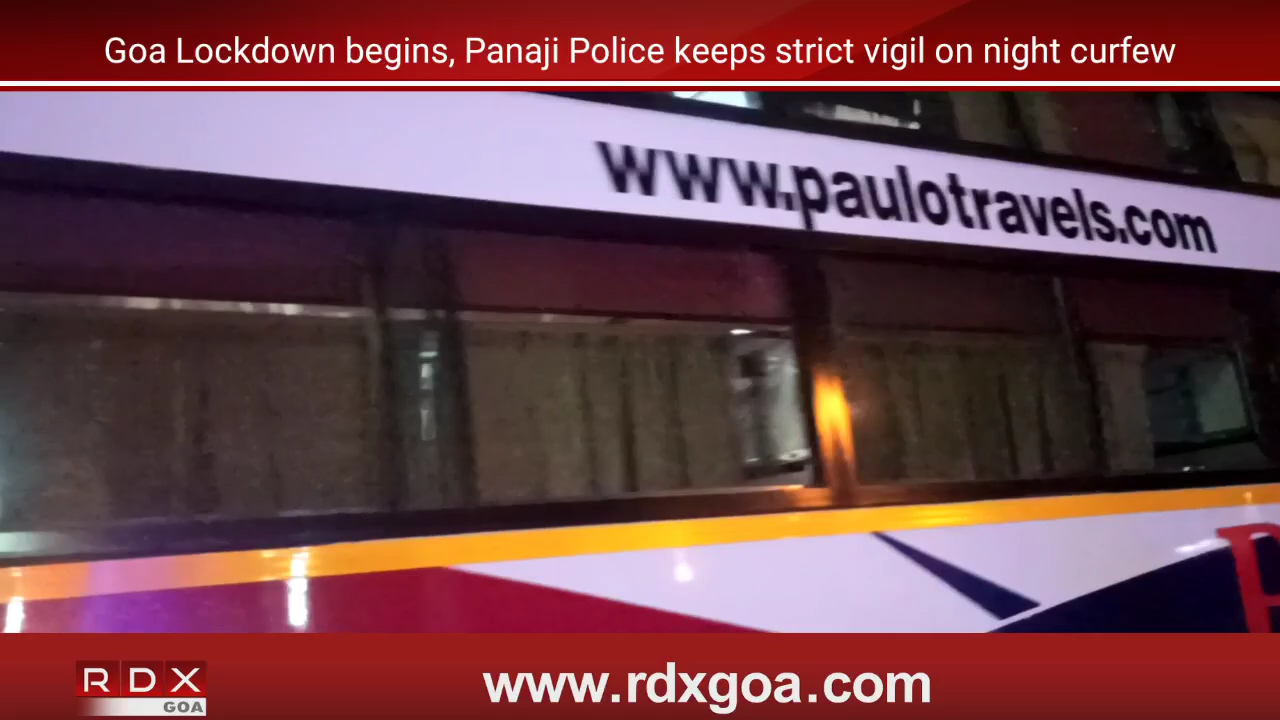 Goa Lockdown begins, Panaji Police keeps strict vigil on night curfew
www.paulotravels.com
P
RDX
GOA
www.rdxgoa.com